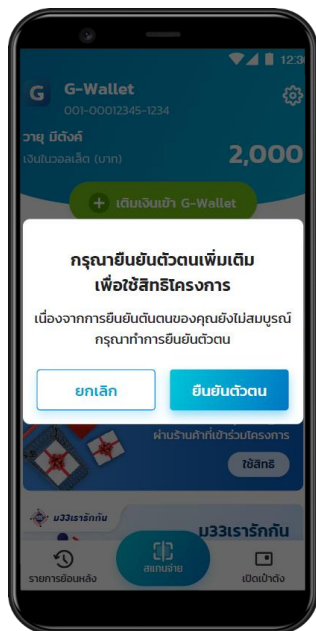 12:3
G
G-Wallet
001-00012345-1234
วายุ มีตังค์
เงินในวอลเล็ต (บาท)
2,000
เติมเงินเข้า G-Wallet
กรุณายืนยันตัวตนเพิ่มเติม
เพื่อใช้สิทธิโครงการ
เนื่องจากการยืนยันตันตนของคุณยังไม่สมบูรณ์
กรุณาทำการยืนยันตัวตน
ยกเลิก
ยืนยันตัวตน
ผ่านร้านค้าที่เข้าร่วมโครงการ
ใช้สิทธิ
ม33เรารักกัน
ม33เรารักกัน
รายการย้อนหลัง
สแกนจ่าย
เปิดเป๋าตัง